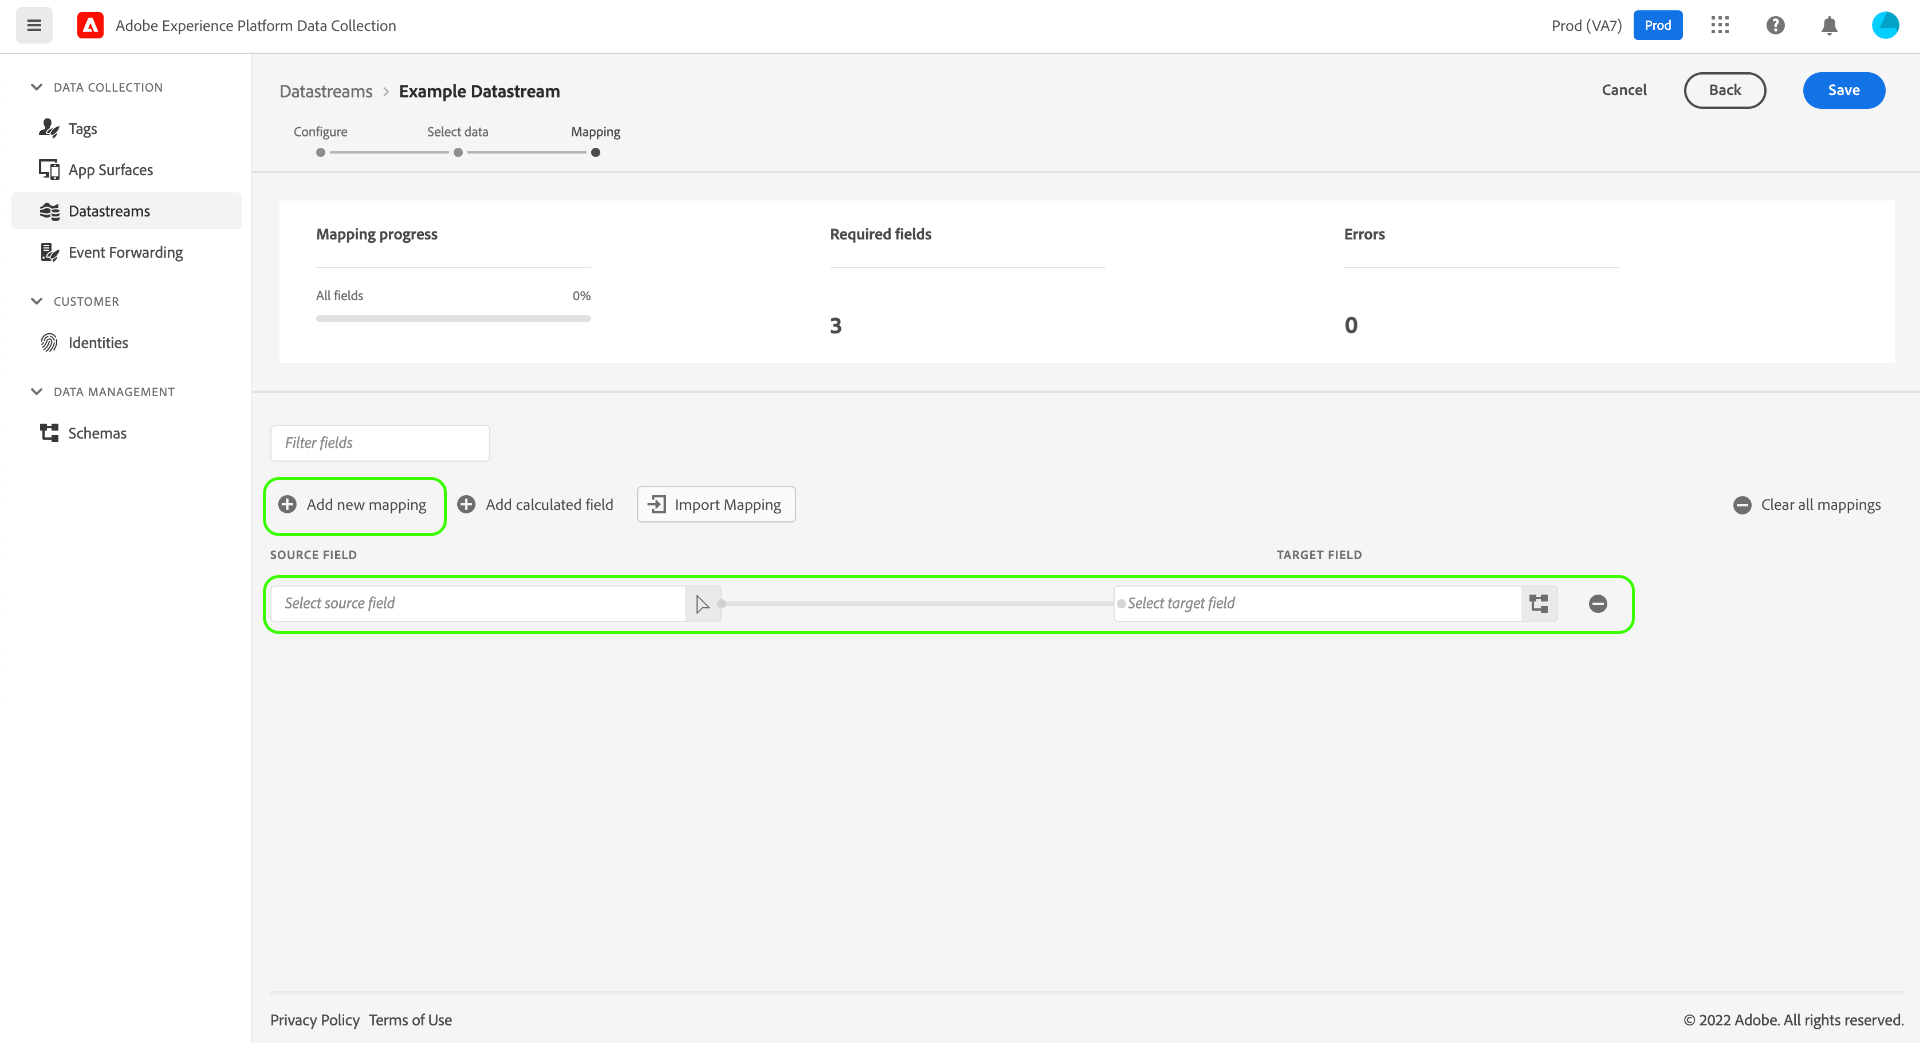 Adobe Experience Platform Data Collection
Prod (VA7) Prod
DATA COLLECTION
Tags
App Surfaces
Datastreams
Event Forwarding
CUSTOMER
Identities
DATA MANAGEMENT
Schemas
Datastreams > Example Datastream
Cancel Back Save
Configure Select data Mapping
Mapping progress Required fields Errors
All fields 0%
3 0
Filter fields
Add new mapping Add calculated field Import Mapping Clear all mappings
SOURCE FIELD TARGET FIELD
Select source field Select target field
Privacy Policy Terms of Use © 2022 Adobe. All rights reserved.